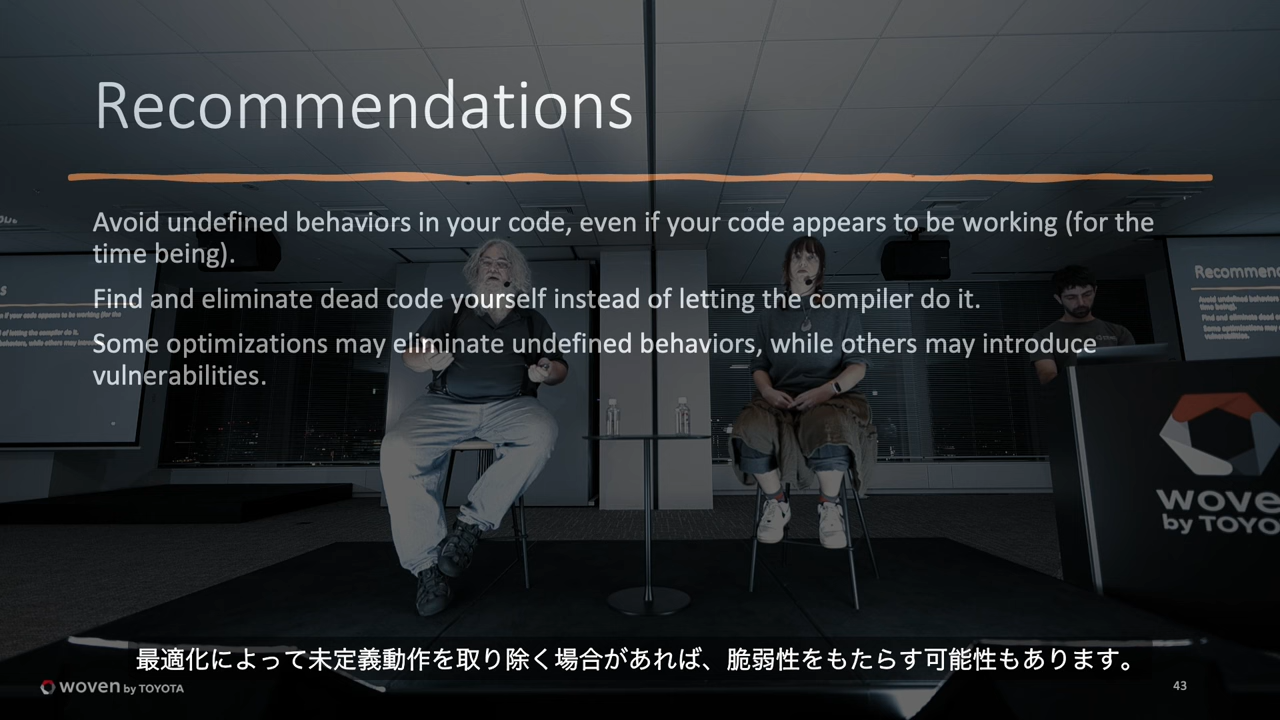 Recommendations
Avoid undefined behaviors in your code, even if your code appears to be working (for the
time being).
Find and eliminate dead code yourself instead of letting the compiler do it.
Some optimizations may eliminate undefined behaviors, while others may introduce
vulnerabilities.
Recommend
wove
by TOYO
最適化によって未定義動作を取り除く場合があれば、脆弱性をもたらす可能性もあります。
woven by TOYOTA
43